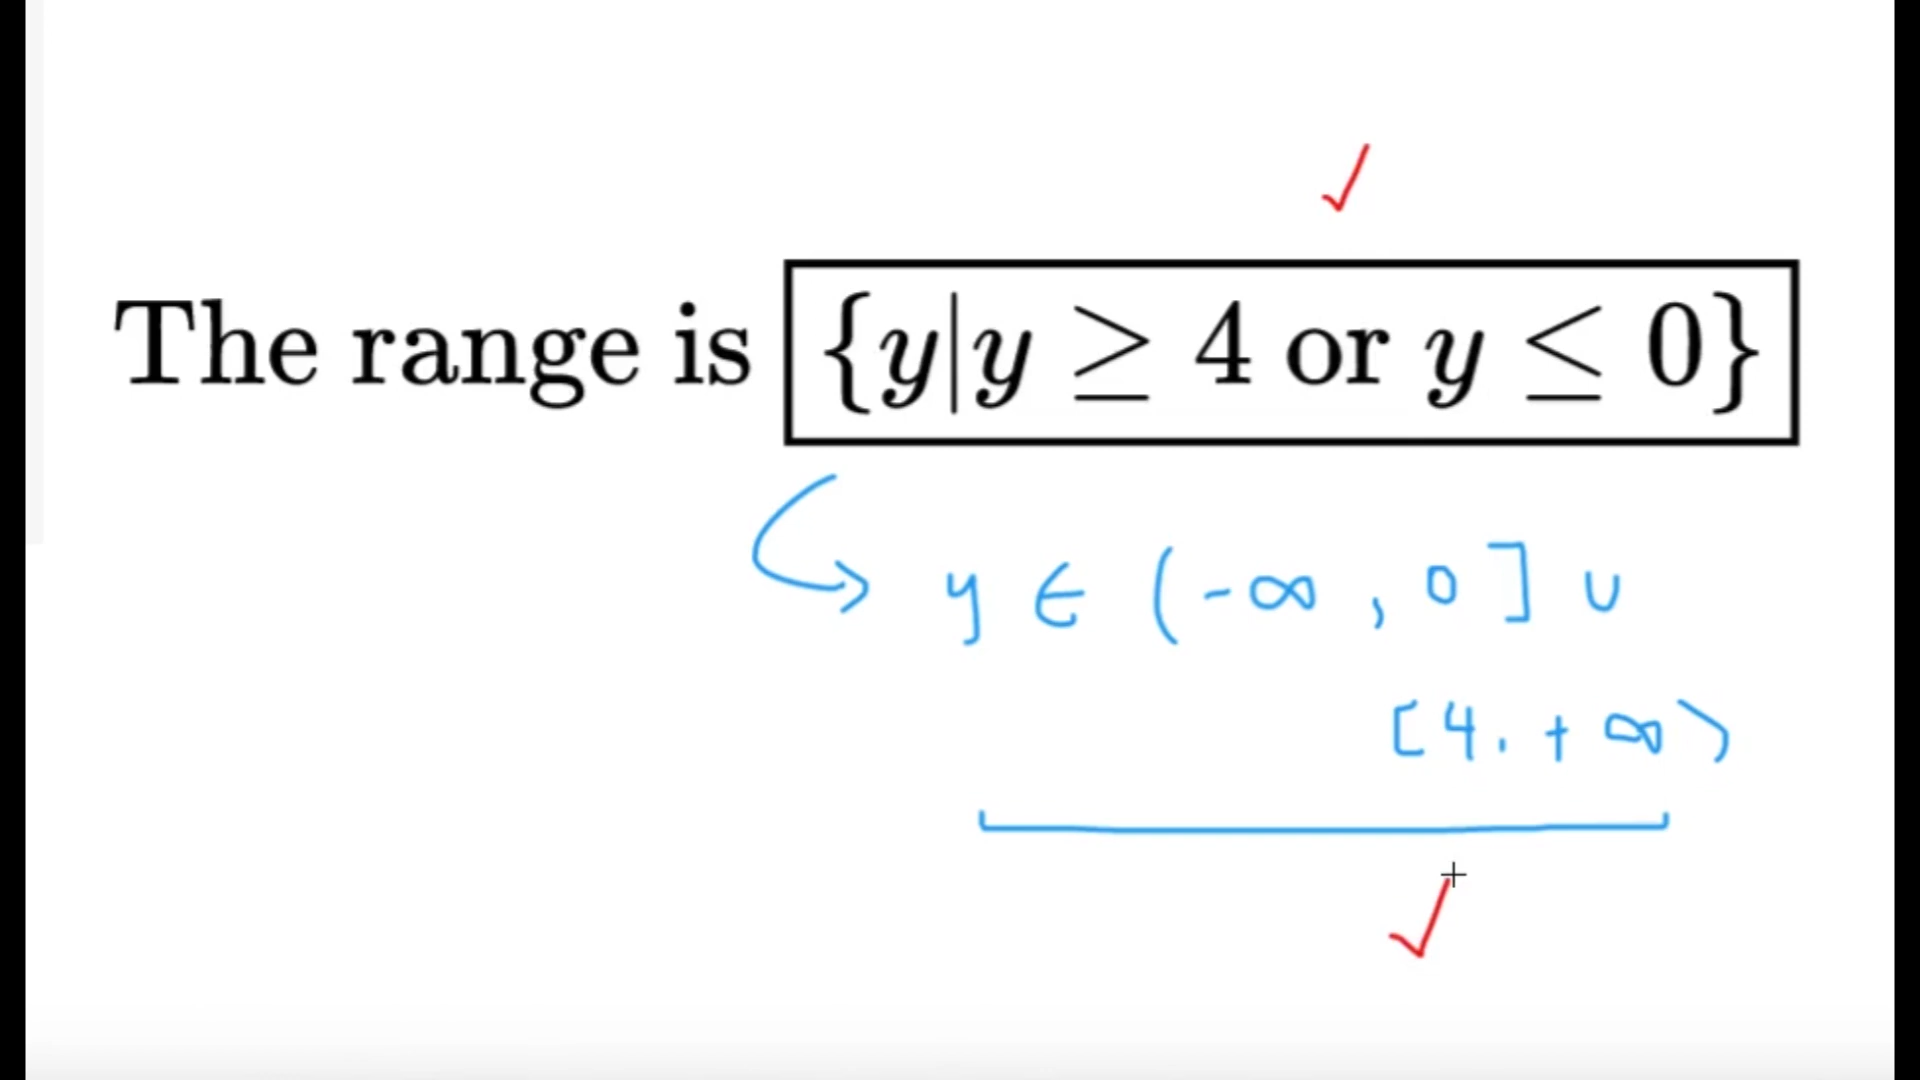 The range is {y|y ≥ 4 or y ≤ 0}
y ∈ (-∞, 0] ∪
[4, +∞)